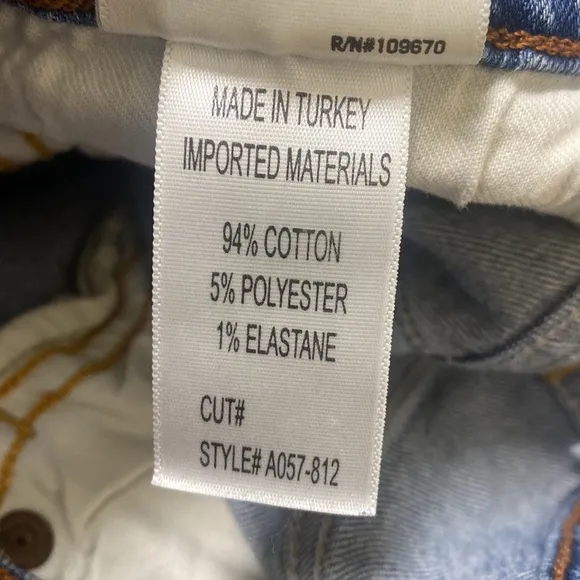 R/N#109670
MADE IN TURKEY
IMPORTED MATERIALS
94% COTTON
5% POLYESTER
1% ELASTANE
CUT#
STYLE# A057-812